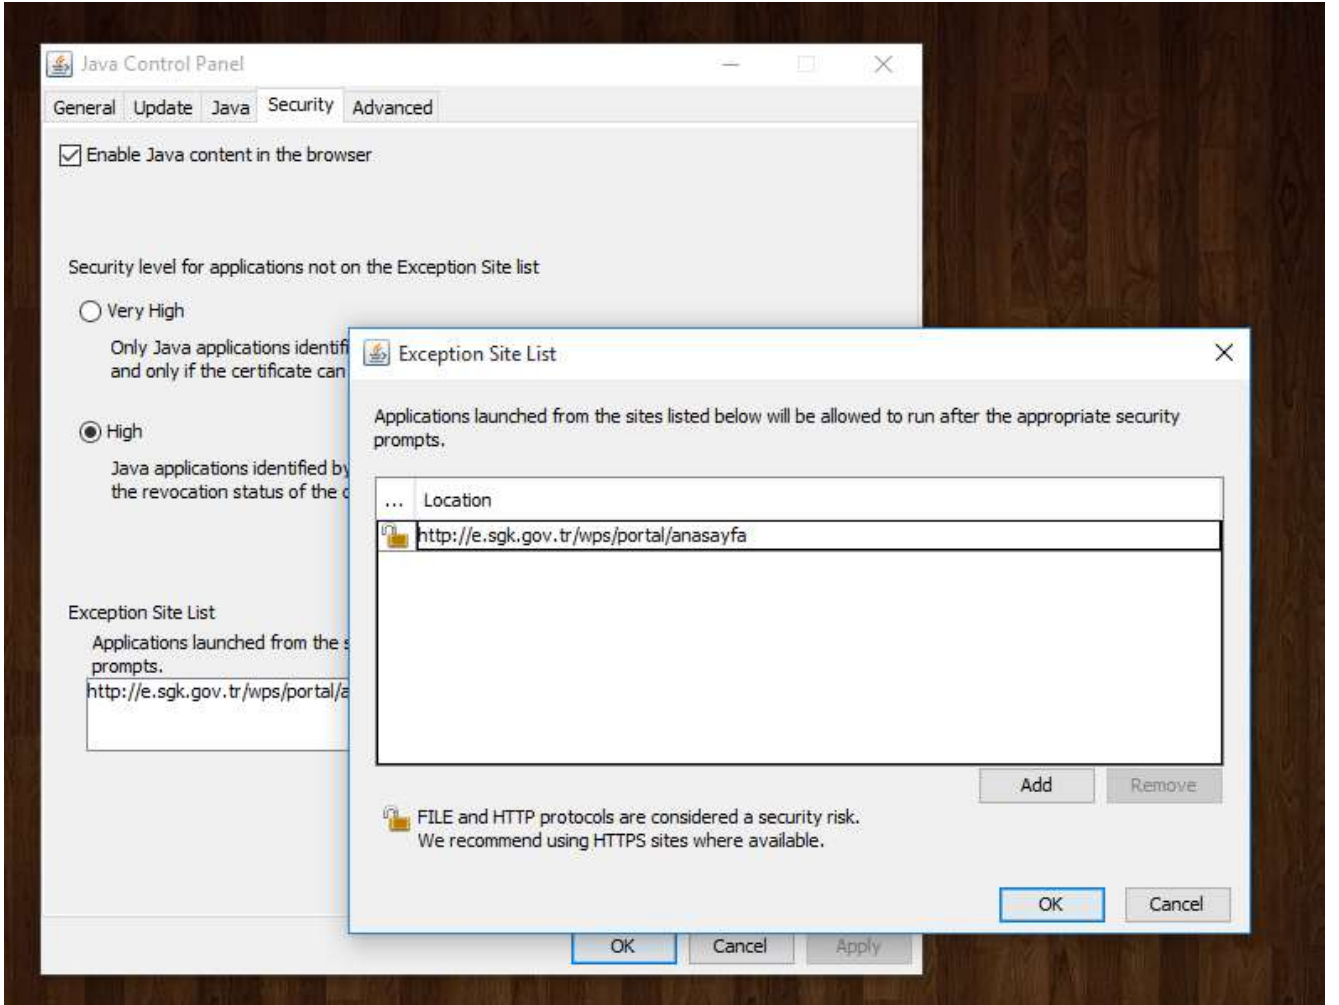 Java Control Panel
General Update Java Security Advanced
Enable Java content in the browser
Security level for applications not on the Exception Site list
Very High
Only Java applications identif
and only if the certificate can
High
Java applications identified by
the revocation status of the
Exception Site List
Applications launched from the
prompts.
http://e.sgk.gov.tr/wps/portal/a
OK Cancel Apply
Exception Site List
Applications launched from the sites listed below will be allowed to run after the appropriate security
prompts.
... Location
http://e.sgk.gov.tr/wps/portal/anasayfa
Add Remove
FILE and HTTP protocols are considered a security risk.
We recommend using HTTPS sites where available.
OK Cancel